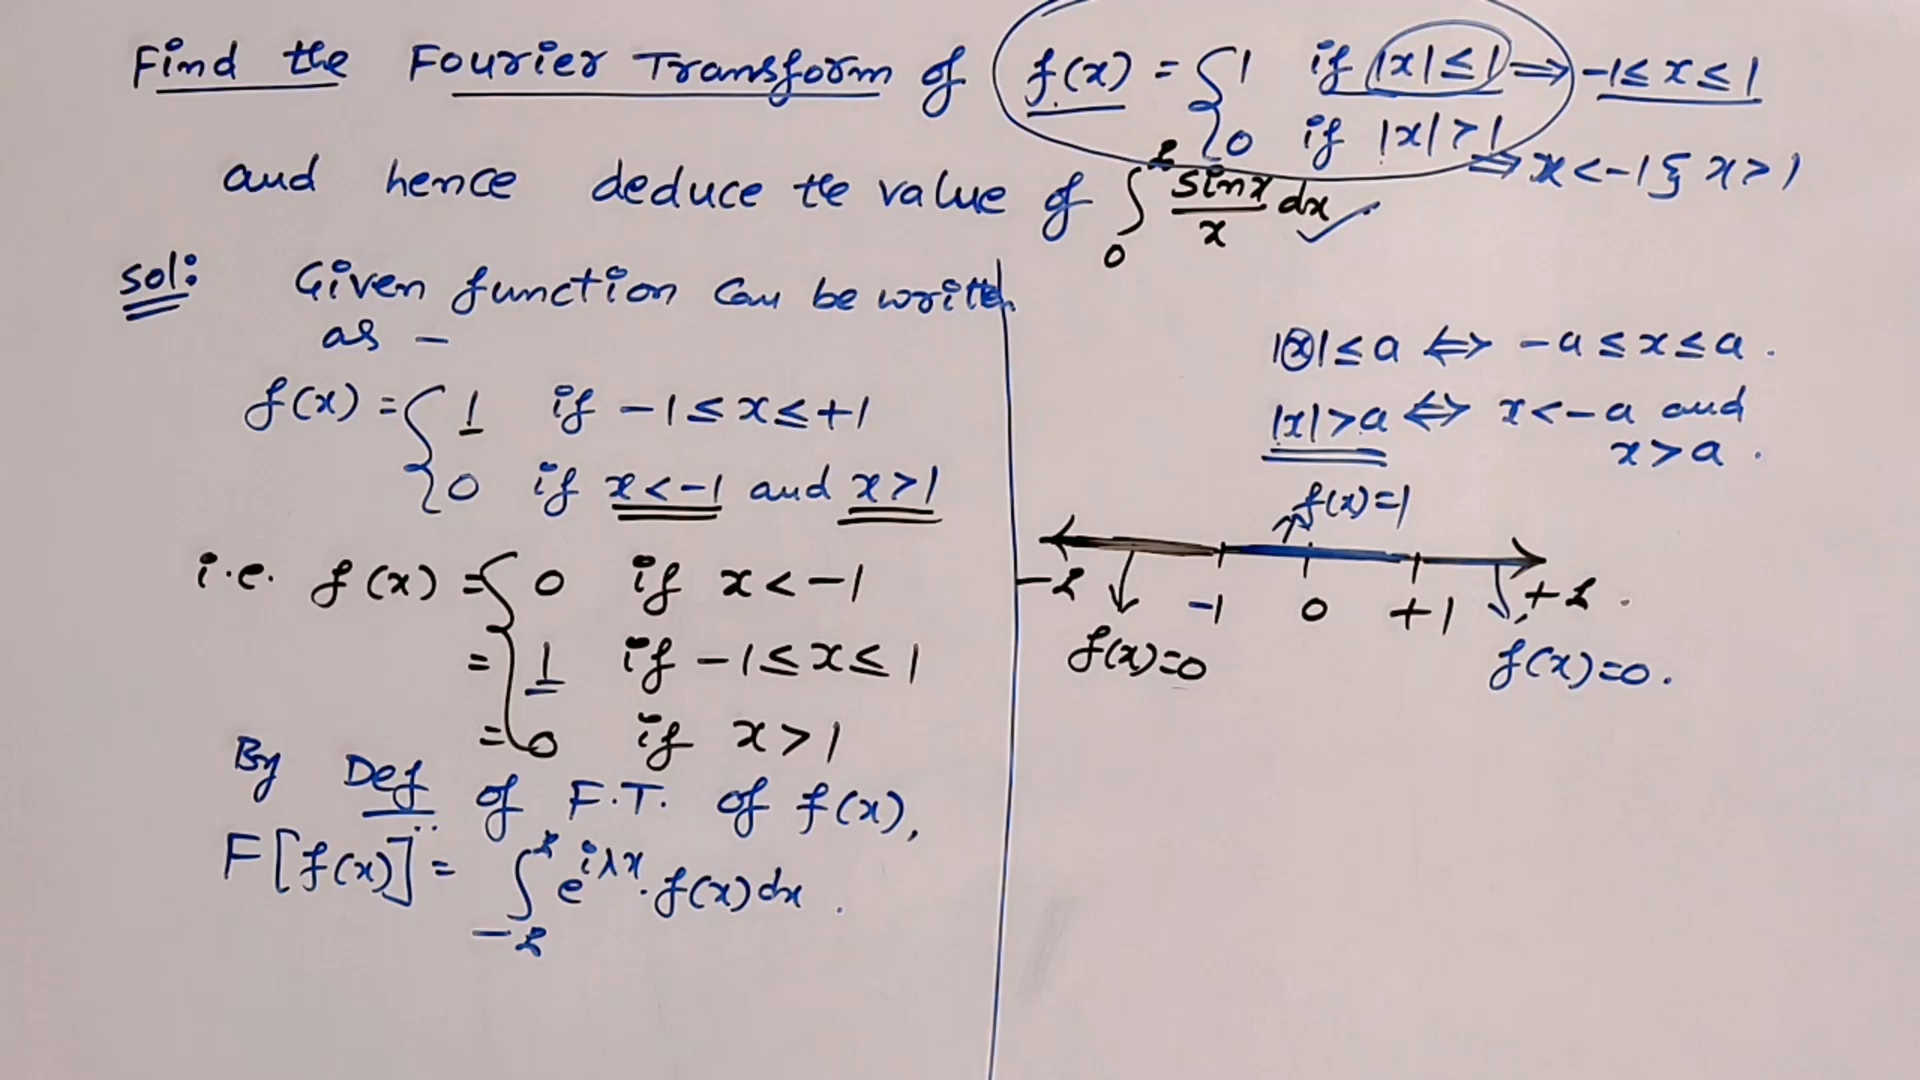 Find the Fourier Transform of f(x) = { 1 if |x| ≤ 1 ⇒ -1 ≤ x ≤ 1
0 if |x| > 1 ⇒ x < -1 & x > 1
and hence deduce te value of ∫₀^∞ sinx/x dx
Sol: Given function can be written
as -
f(x) = { 1 if -1 ≤ x ≤ +1
0 if x < -1 and x > 1
i.e. f(x) = { 0 if x < -1
= 1 if -1 ≤ x ≤ 1
= 0 if x > 1
By Def of F.T. of f(x),
F[f(x)] = ∫_{-∞}^{∞} e^{iλx}. f(x) dx .
|x| ≤ a ⟺ -a ≤ x ≤ a .
|x| > a ⟺ x < -a and
x > a .
f(x)=1
-∞ -1 0 +1 +∞ .
f(x)=0 f(x)=0.